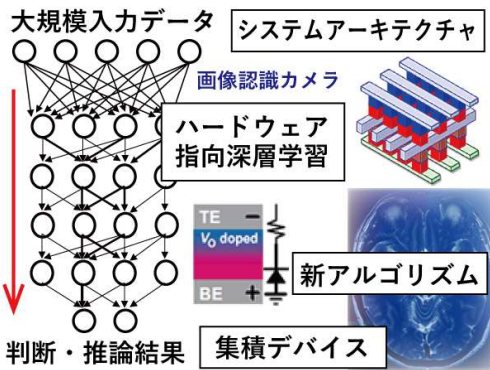 大規模入力データ
システムアーキテクチャ
画像認識カメラ
ハードウェア
指向深層学習
TE −
V₀ doped
BE +
新アルゴリズム
集積デバイス
判断・推論結果